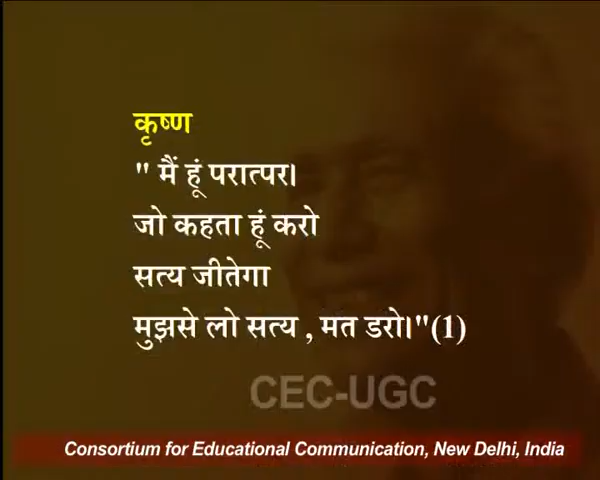 कृष्ण
" मैं हूं परात्पर।
जो कहता हूं करो
सत्य जीतेगा
मुझसे लो सत्य , मत डरो।"(1)
CEC-UGC
Consortium for Educational Communication, New Delhi, India